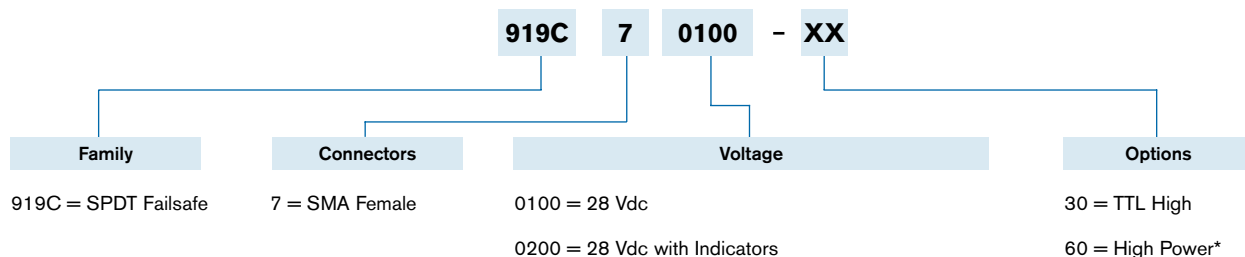 919C 7 0100 – XX
Family Connectors Voltage Options
919C = SPDT Failsafe 7 = SMA Female 0100 = 28 Vdc 30 = TTL High
0200 = 28 Vdc with Indicators 60 = High Power*